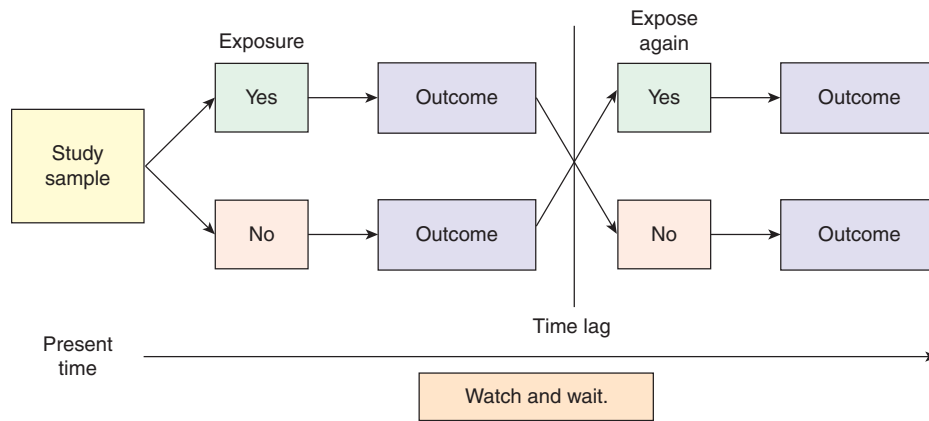 Exposure
Expose
again
Yes
Outcome
Yes
Outcome
Study
sample
No
Outcome
No
Outcome
Time lag
Present
time
Watch and wait.